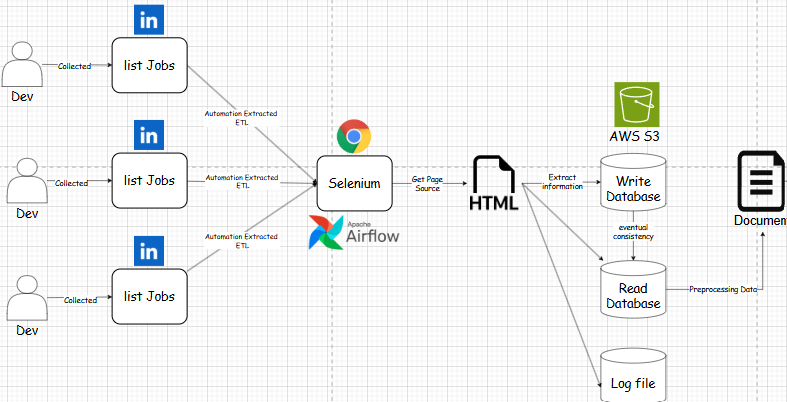 in
Dev
Collected
list Jobs
Automation Extracted
ETL
in
Dev
Collected
list Jobs
Automation Extracted
ETL
in
Dev
Collected
list Jobs
Automation Extracted
ETL
Selenium
Apache
Airflow
Get Page
Source
HTML
Extract
information
AWS S3
Write
Database
eventual
consistency
Read
Database
Preprocessing Data
Log file
Documen